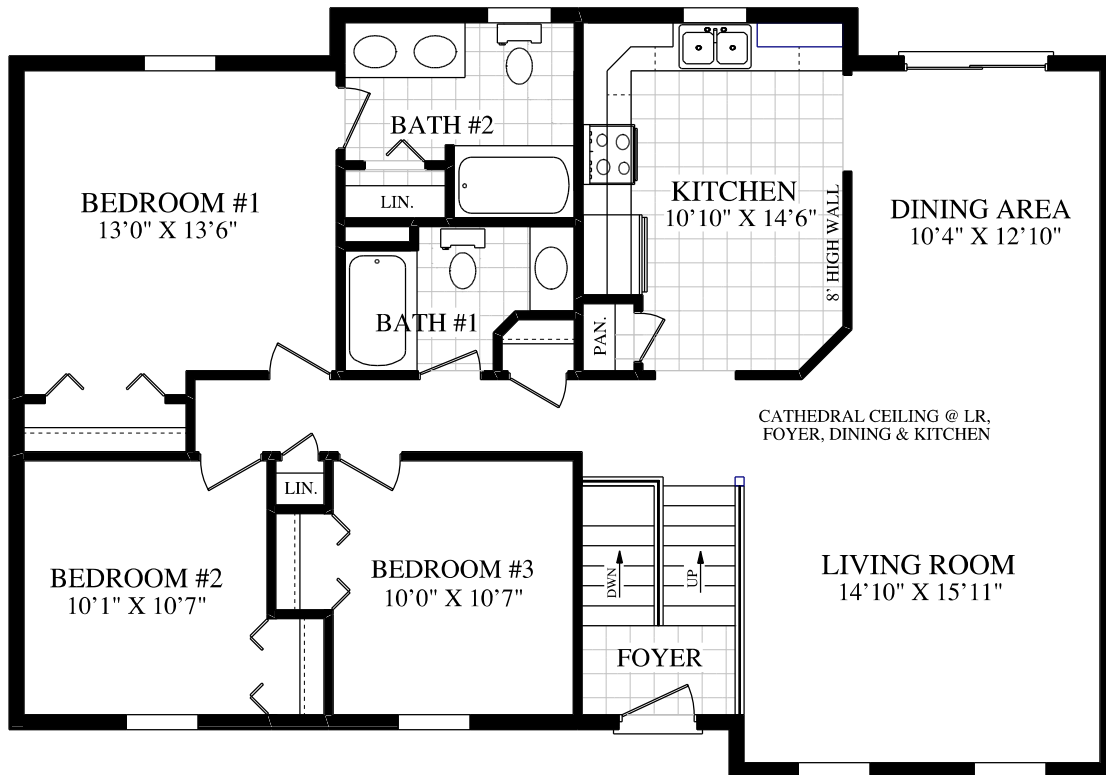 BATH #2
LIN.
BEDROOM #1
13'0" X 13'6"
KITCHEN
10'10" X 14'6"
8' HIGH WALL
DINING AREA
10'4" X 12'10"
BATH #1
PAN.
CATHEDRAL CEILING @ LR,
FOYER, DINING & KITCHEN
LIN.
BEDROOM #2
10'1" X 10'7"
BEDROOM #3
10'0" X 10'7"
DWN
UP
LIVING ROOM
14'10" X 15'11"
FOYER